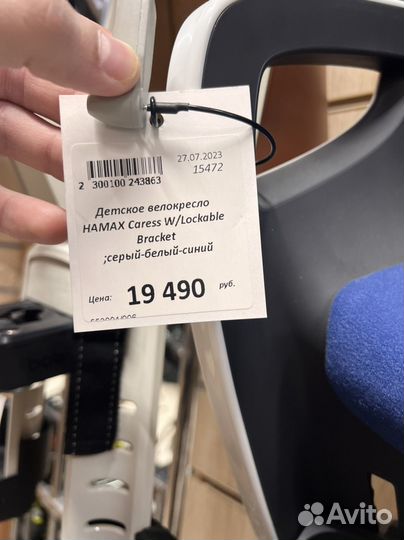 27.07.2023
15472
2 300100 243863
Детское велокресло
HAMAX Caress W/Lockable
Bracket
;серый-белый-синий
Цена: 19 490 руб.
Avito